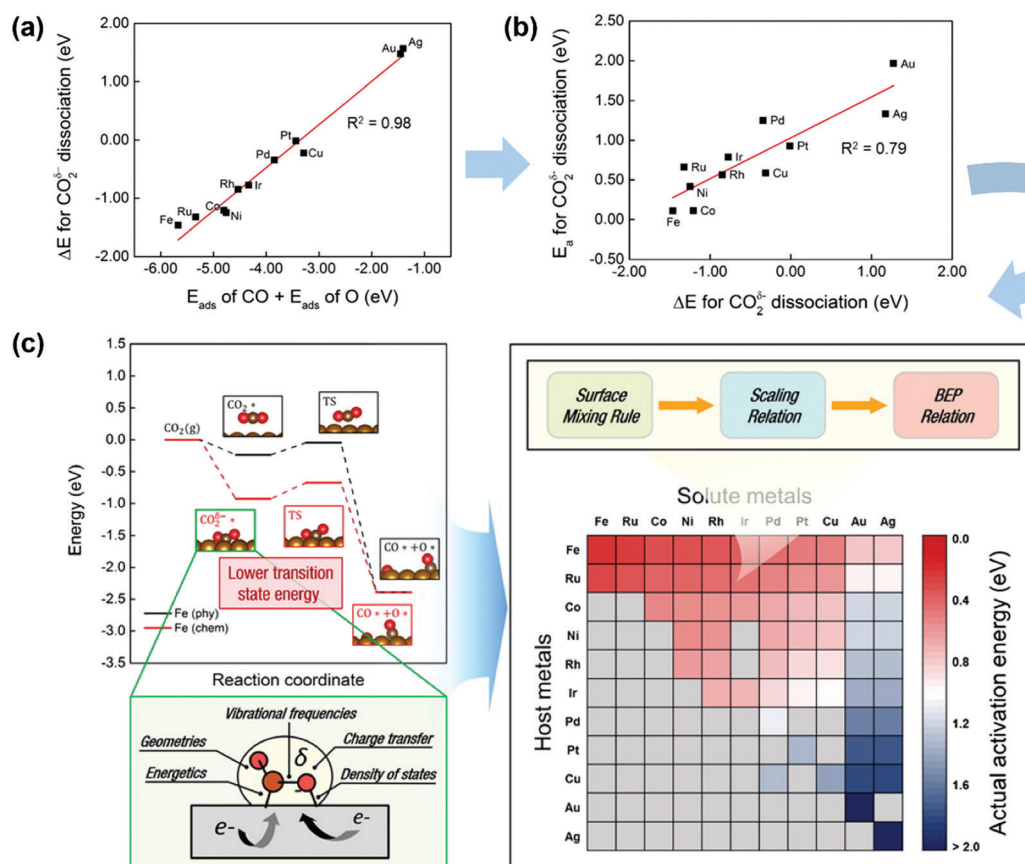 (a)
2.00
1.00
0.00
-1.00
2.00
ΔE for CO₂^δ- dissociation (eV
Au
Ag
Pt
Cu
Pd
Rh
Ir
Co
Ni
Ru
Fe
R² = 0.98
-6.00 -5.00 -4.00 -3.00 -2.00 -1.00
E_ads of CO + E_ads of O (eV)
(b)
2.50
2.00
1.50
1.00
0.50
0.00
0.50
E_a for CO₂^δ- dissociation (eV)
Au
Ag
Pd
Pt
Ir
Cu
Ru
Rh
Ni
Fe
Co
R² = 0.79
-2.00 -1.00 0.00 1.00 2.00
ΔE for CO₂^δ- dissociation (eV)
(c)
1.5
1.0
0.5
0.0
-0.5
-1.0
-1.5
-2.0
-2.5
-3.0
-3.5
Energy (eV)
CO₂(g)
CO₂ *
TS
CO₂^δ- *
TS
CO * +O *
CO * +O *
Lower transition
state energy
Fe (phy)
Fe (chem)
Reaction coordinate
Vibrational frequencies
Geometries
Charge transfer
Energetics
δ
-
Density of states
e-
e-
Surface
Mixing Rule
Scaling
Relation
BEP
Relation
Solute metals
Fe Ru Co Ni Rh Ir Pd Pt Cu Au Ag
Host metals
Fe
Ru
Co
Ni
Rh
Ir
Pd
Pt
Cu
Au
Ag
0.0
0.4
0.8
1.2
1.6
> 2.0
Actual activation energy (eV)